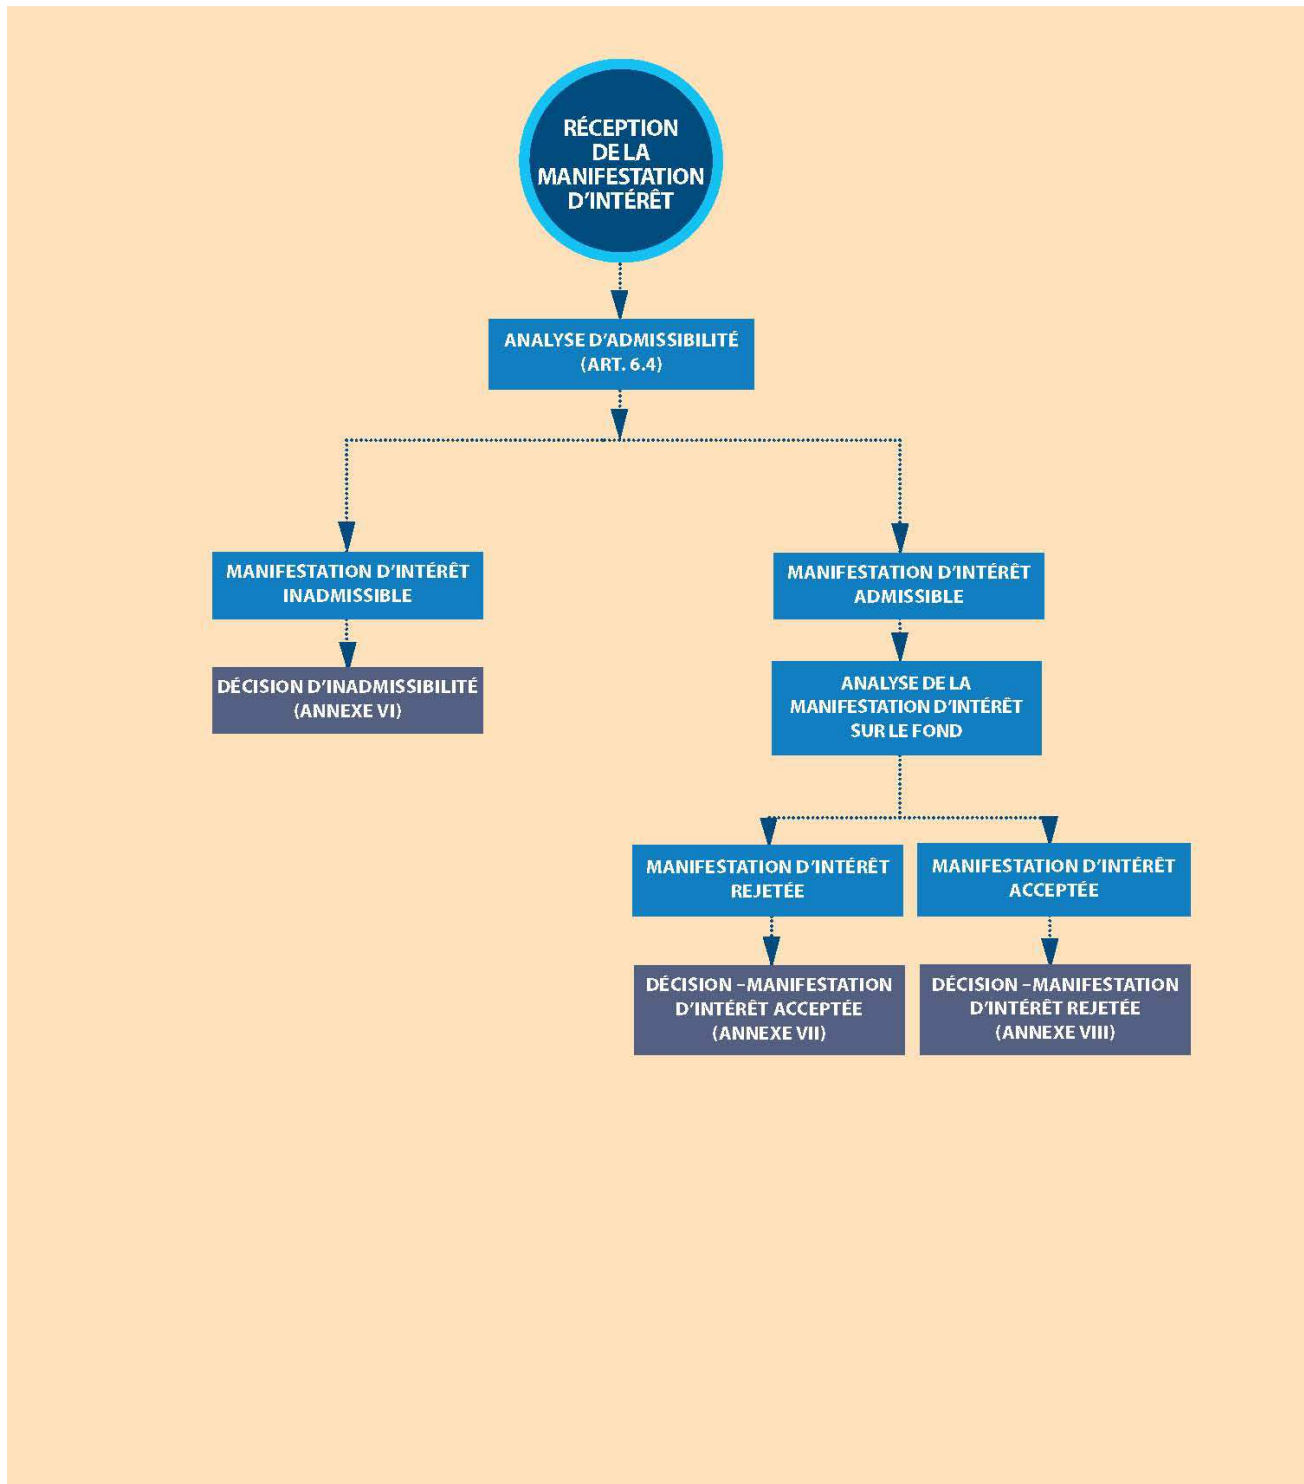 RÉCEPTION
DE LA
MANIFESTATION
D'INTÉRÊT
ANALYSE D'ADMISSIBILITÉ
(ART. 6.4)
MANIFESTATION D'INTÉRÊT
INADMISSIBLE
MANIFESTATION D'INTÉRÊT
ADMISSIBLE
DÉCISION D'INADMISSIBILITÉ
(ANNEXE VI)
ANALYSE DE LA
MANIFESTATION D'INTÉRÊT
SUR LE FOND
MANIFESTATION D'INTÉRÊT
REJETÉE
MANIFESTATION D'INTÉRÊT
ACCEPTÉE
DÉCISION –MANIFESTATION
D'INTÉRÊT ACCEPTÉE
(ANNEXE VII)
DÉCISION –MANIFESTATION
D'INTÉRÊT REJETÉE
(ANNEXE VIII)